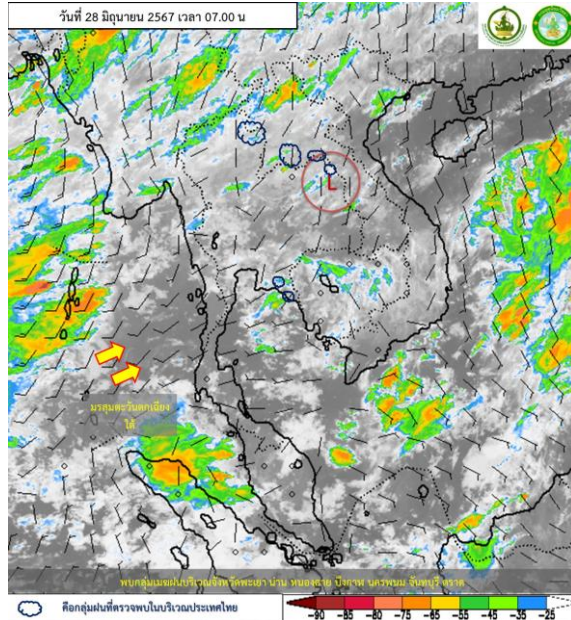 วันที่ 28 มิถุนายน 2567 เวลา 07.00 น
L
มรสุมตะวันตกเฉียง
ใต้
พบกลุ่มเมฆฝนบริเวณจังหวัดพะเยา น่าน หนองคาย บึงกาฬ นครพนม จันทบุรี ตราด
คือกลุ่มฝนที่ตรวจพบในบริเวณประเทศไทย
-90 -85 -80 -75 -65 -55 -45 -35 -25